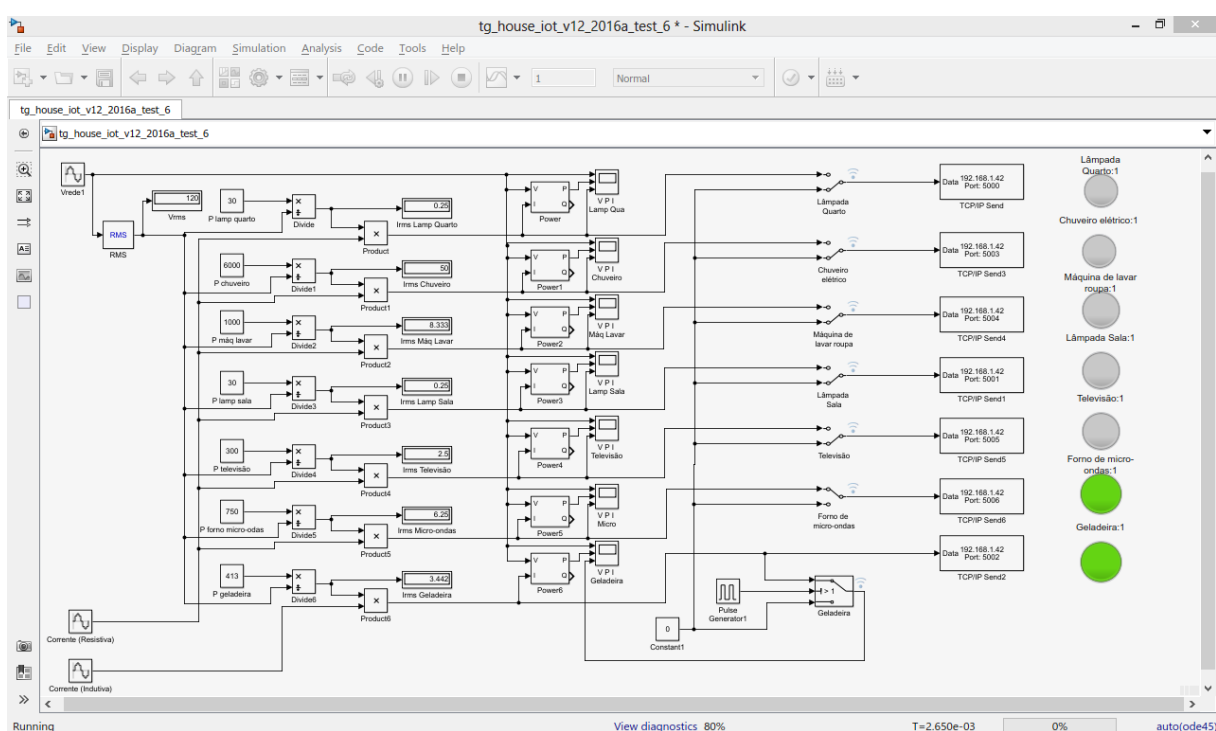 tg_house_iot_v12_2016a_test_6 * - Simulink
File Edit View Display Diagram Simulation Analysis Code Tools Help
1
Normal
tg_house_iot_v12_2016a_test_6
tg_house_iot_v12_2016a_test_6
Vrede1
RMS
RMS
120
Vrms
30
P lamp quarto
Divide
0.25
Irms Lamp Quarto
Product
V P
I Q
Power
V P I
Lamp Qua
Lâmpada
Quarto
Data 192.168.1.42
Port: 5000
TCP/IP Send
Lâmpada
Quarto:1
6000
P chuveiro
Divide1
50
Irms Chuveiro
Product1
V P
I Q
Power1
V P I
Chuveiro
Chuveiro
elétrico
Data 192.168.1.42
Port: 5003
TCP/IP Send3
Chuveiro elétrico:1
1000
P máq lavar
Divide2
8.333
Irms Máq Lavar
Product2
V P
I Q
Power2
V P I
Máq Lavar
Máquina de
lavar roupa
Data 192.168.1.42
Port: 5004
TCP/IP Send4
Máquina de lavar
roupa:1
30
P lamp sala
Divide3
0.25
Irms Lamp Sala
Product3
V P
I Q
Power3
V P I
Lamp Sala
Lâmpada
Sala
Data 192.168.1.42
Port: 5001
TCP/IP Send1
Lâmpada Sala:1
300
P televisão
Divide4
2.5
Irms Televisão
Product4
V P
I Q
Power4
V P I
Televisão
Televisão
Data 192.168.1.42
Port: 5005
TCP/IP Send5
Televisão:1
750
P forno micro-odas
Divide5
6.25
Irms Micro-ondas
Product5
V P
I Q
Power5
V P I
Micro
Forno de
micro-ondas
Data 192.168.1.42
Port: 5006
TCP/IP Send6
Forno de micro-
ondas:1
413
P geladeira
Divide6
3.442
Irms Geladeira
Product6
V P
I Q
Power6
V P I
Geladeira
Data 192.168.1.42
Port: 5002
TCP/IP Send2
Geladeira:1
Pulse
Generator1
> 1
Geladeira
0
Constant1
Corrente (Resistiva)
Corrente (Indutiva)
Running
View diagnostics 80%
T=2.650e-03
0%
auto(ode45)